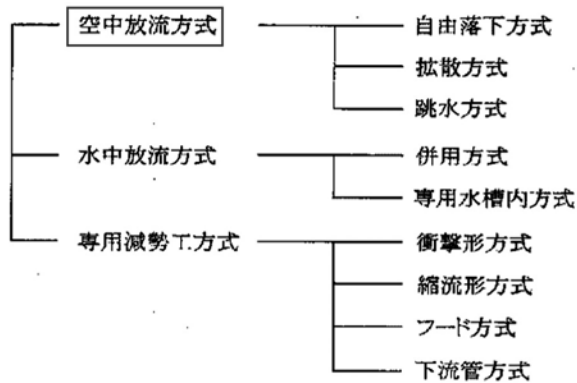 空中放流方式 自由落下方式
拡散方式
跳水方式
水中放流方式 併用方式
専用水槽内方式
専用減勢工方式 衝撃形方式
縮流形方式
フード方式
下流管方式